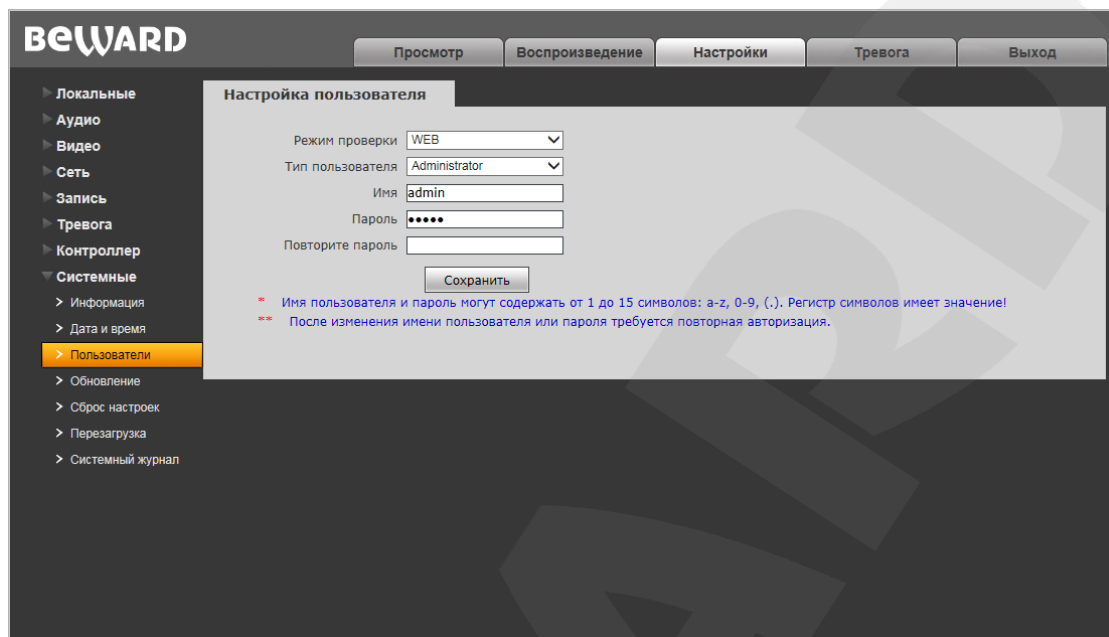 BEWARD
Просмотр Воспроизведение Настройки Тревога Выход
Локальные
Аудио
Видео
Сеть
Запись
Тревога
Контроллер
Системные
Информация
Дата и время
Пользователи
Обновление
Сброс настроек
Перезагрузка
Системный журнал
Настройка пользователя
Режим проверки WEB
Тип пользователя Administrator
Имя admin
Пароль •••••
Повторите пароль
Сохранить
* Имя пользователя и пароль могут содержать от 1 до 15 символов: a-z, 0-9, (.). Регистр символов имеет значение!
** После изменения имени пользователя или пароля требуется повторная авторизация.